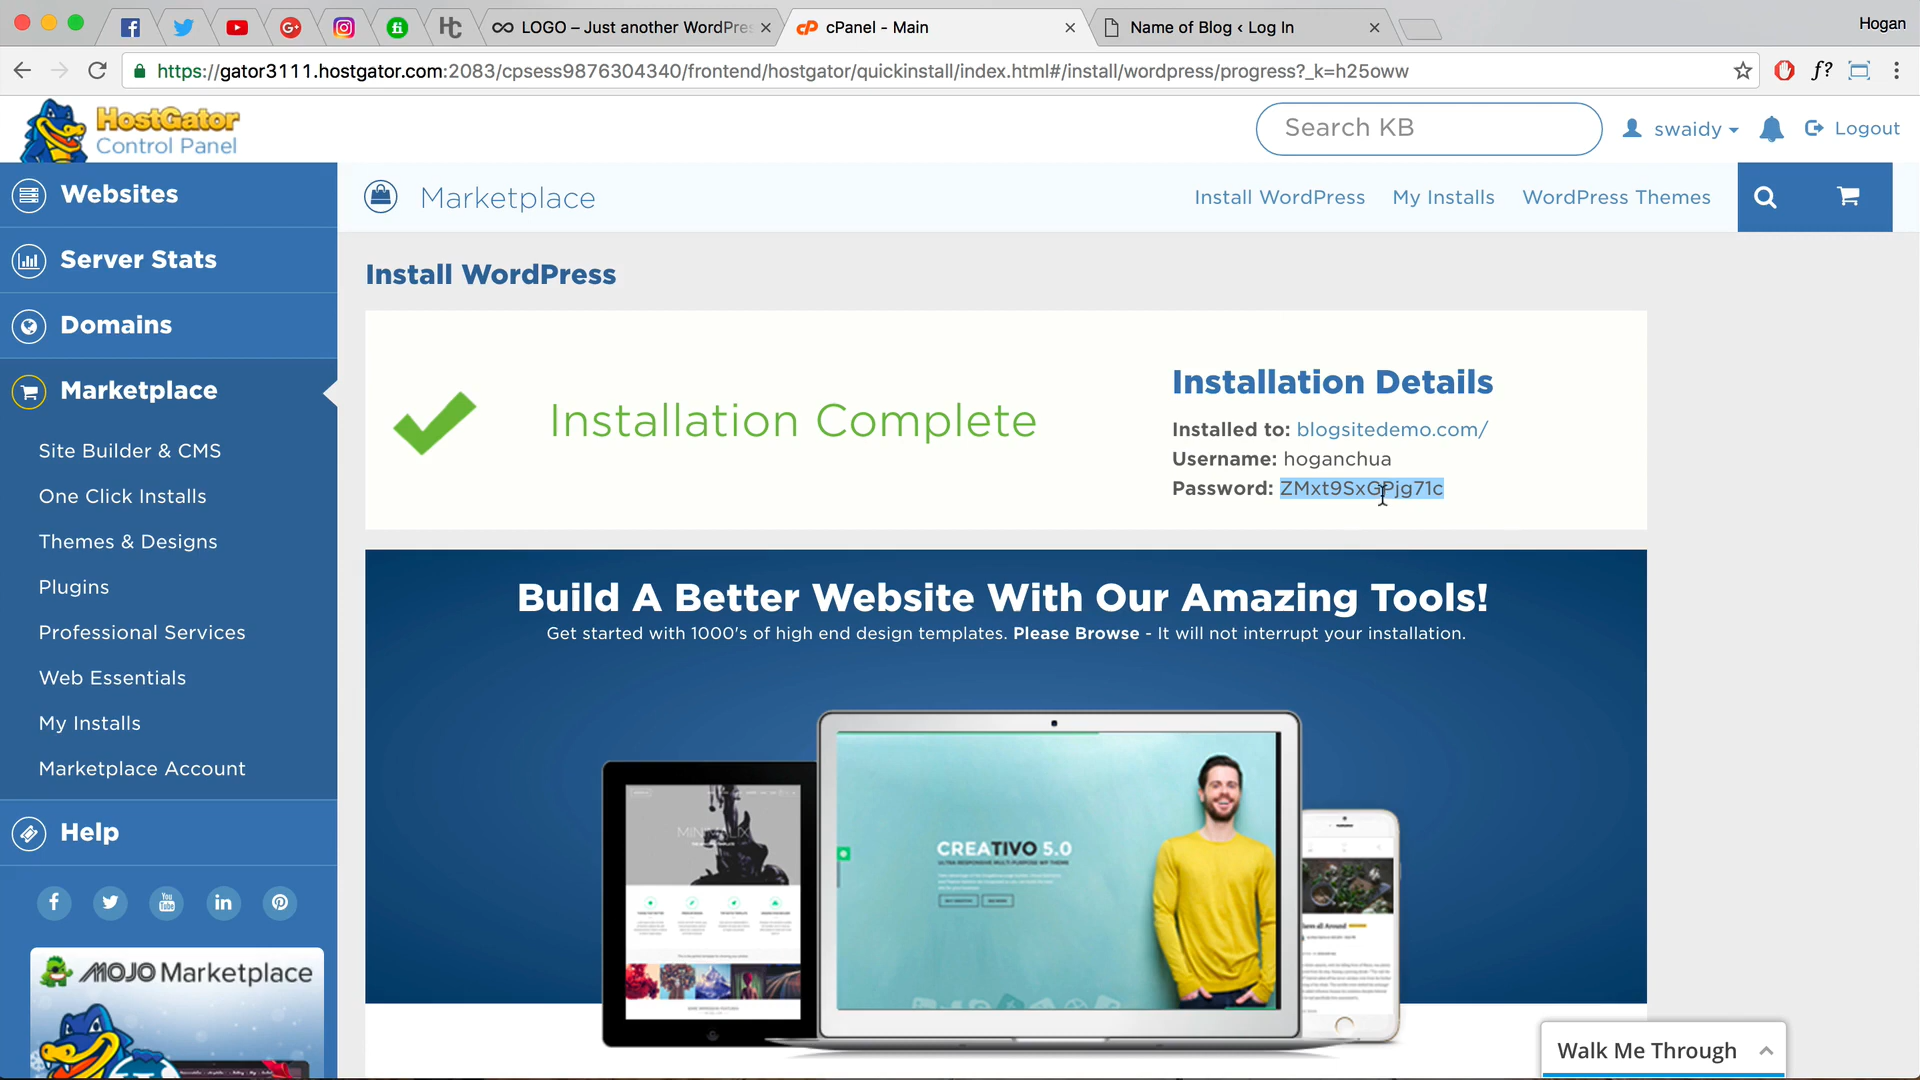 LOGO – Just another WordPres
cPanel - Main
Name of Blog ‹ Log In
Hogan
https://gator3111.hostgator.com:2083/cpsess9876304340/frontend/hostgator/quickinstall/index.html#/install/wordpress/progress?_k=h25oww
f?
HostGator
Control Panel
Search KB
swaidy
Logout
Websites
Server Stats
Domains
Marketplace
Site Builder & CMS
One Click Installs
Themes & Designs
Plugins
Professional Services
Web Essentials
My Installs
Marketplace Account
Help
MOJO Marketplace
Marketplace
Install WordPress
My Installs
WordPress Themes
Install WordPress
Installation Complete
Installation Details
Installed to: blogsitedemo.com/
Username: hoganchua
Password: ZMxt9SxGPjg71c
Build A Better Website With Our Amazing Tools!
Get started with 1000's of high end design templates. Please Browse - It will not interrupt your installation.
CREATIVO 5.0
Walk Me Through